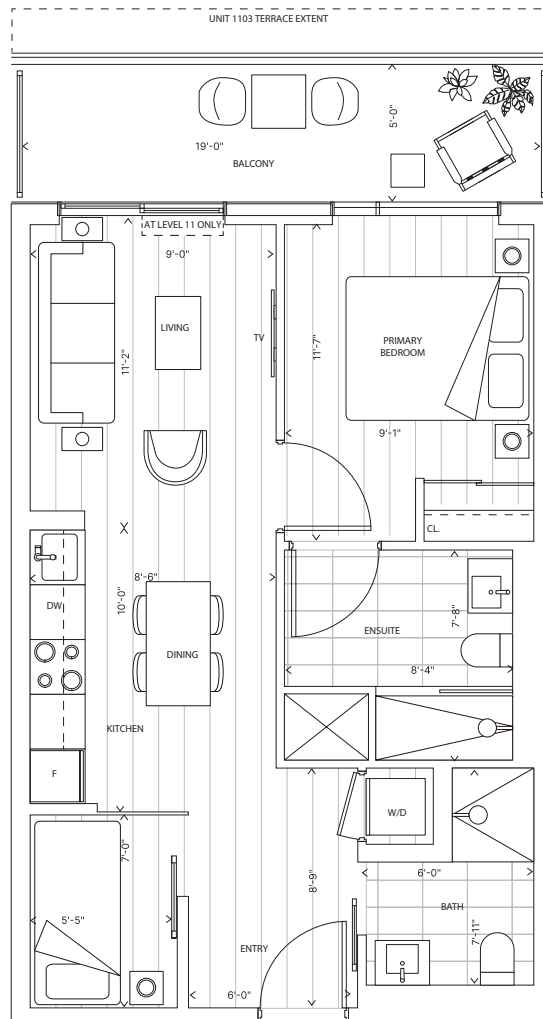 UNIT 1103 TERRACE EXTENT
5'-0"
19'-0"
BALCONY
AT LEVEL 11 ONLY
9'-0"
LIVING
TV
11'-2"
11'-7"
PRIMARY
BEDROOM
9'-1"
CL.
8'-6"
10'-0"
DW
DINING
ENSUITE
7'-8"
8'-4"
KITCHEN
F
W/D
7'-0"
8'-9"
6'-0"
5'-5"
BATH
7'-11"
ENTRY
6'-0"